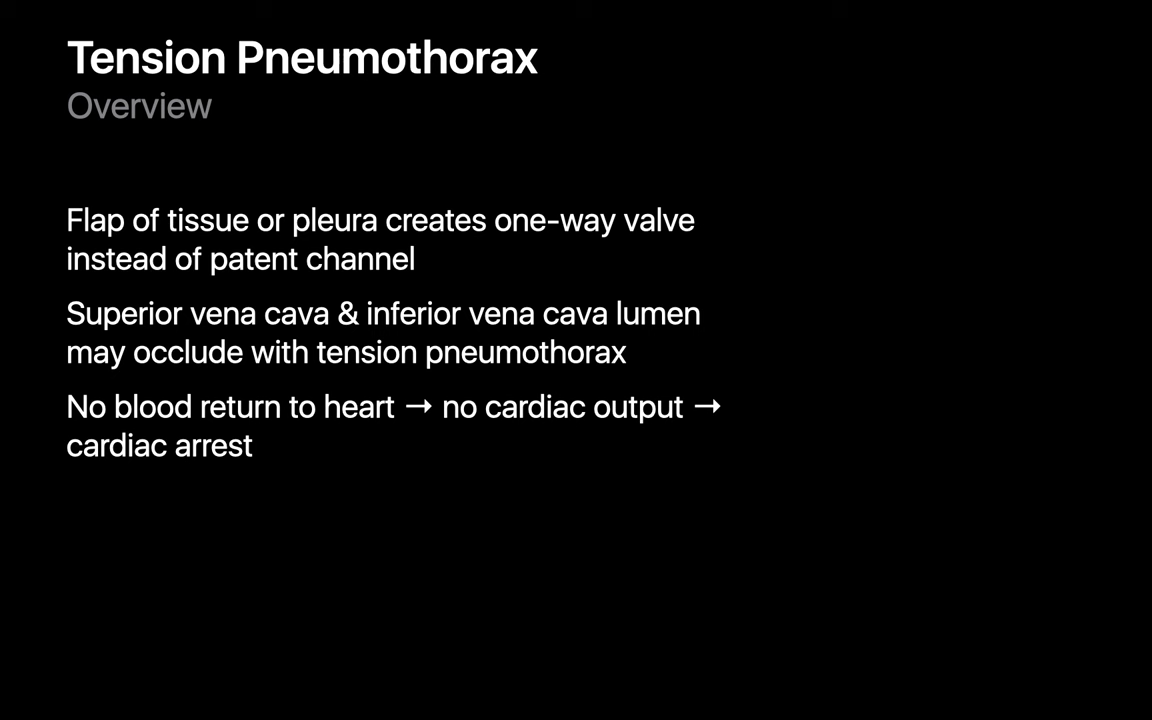 Tension Pneumothorax
Overview
Flap of tissue or pleura creates one-way valve
instead of patent channel
Superior vena cava & inferior vena cava lumen
may occlude with tension pneumothorax
No blood return to heart → no cardiac output →
cardiac arrest